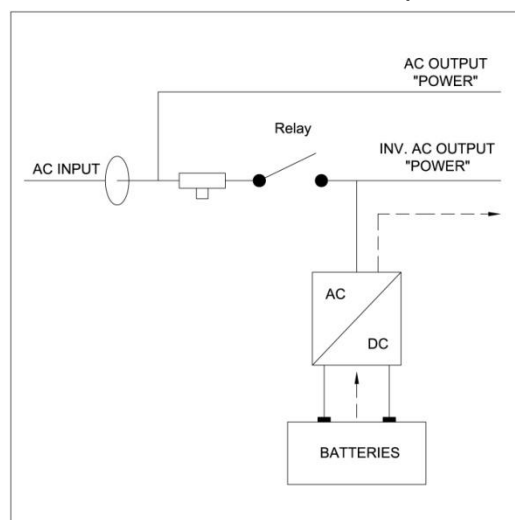 AC OUTPUT
"POWER"
Relay
AC INPUT
INV. AC OUTPUT
"POWER"
AC
DC
BATTERIES